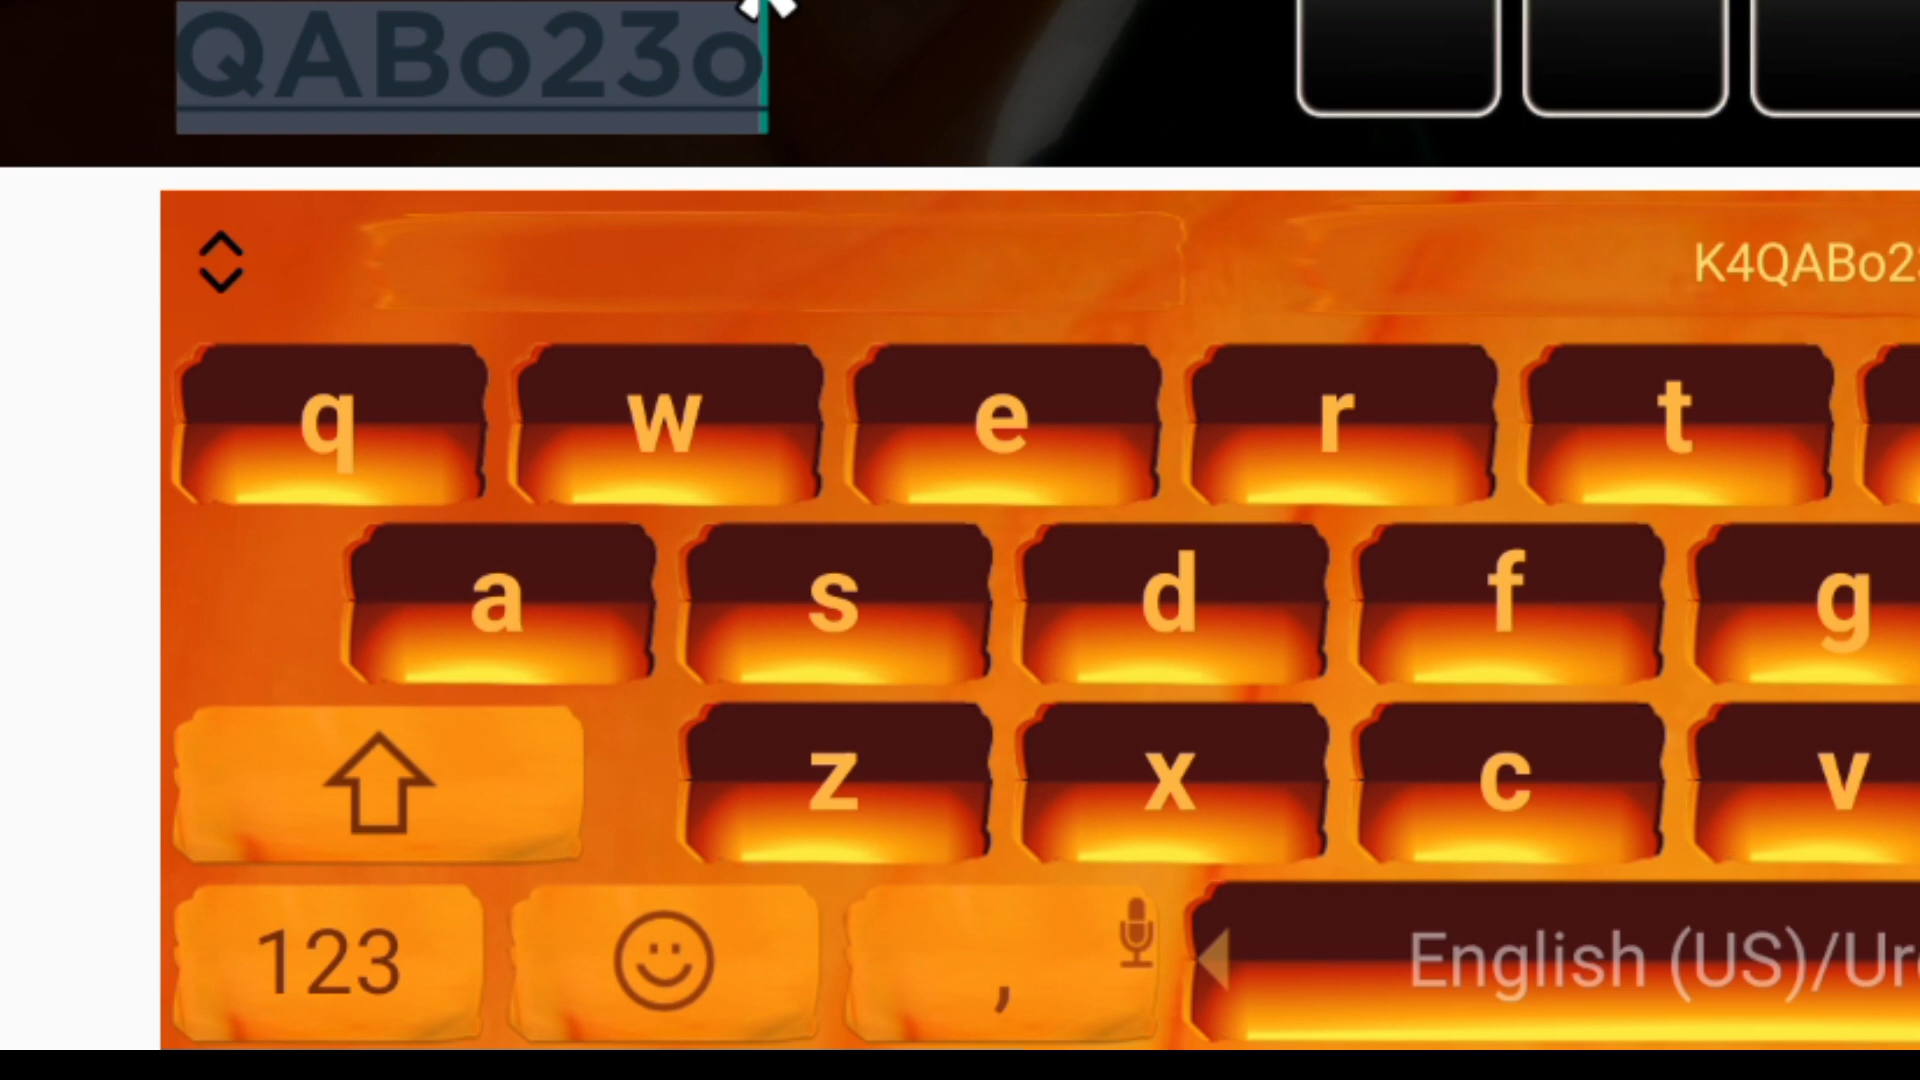 QABo23o
K4QABo2
q w e r t
a s d f g
z x c v
123 , English (US)/Ur